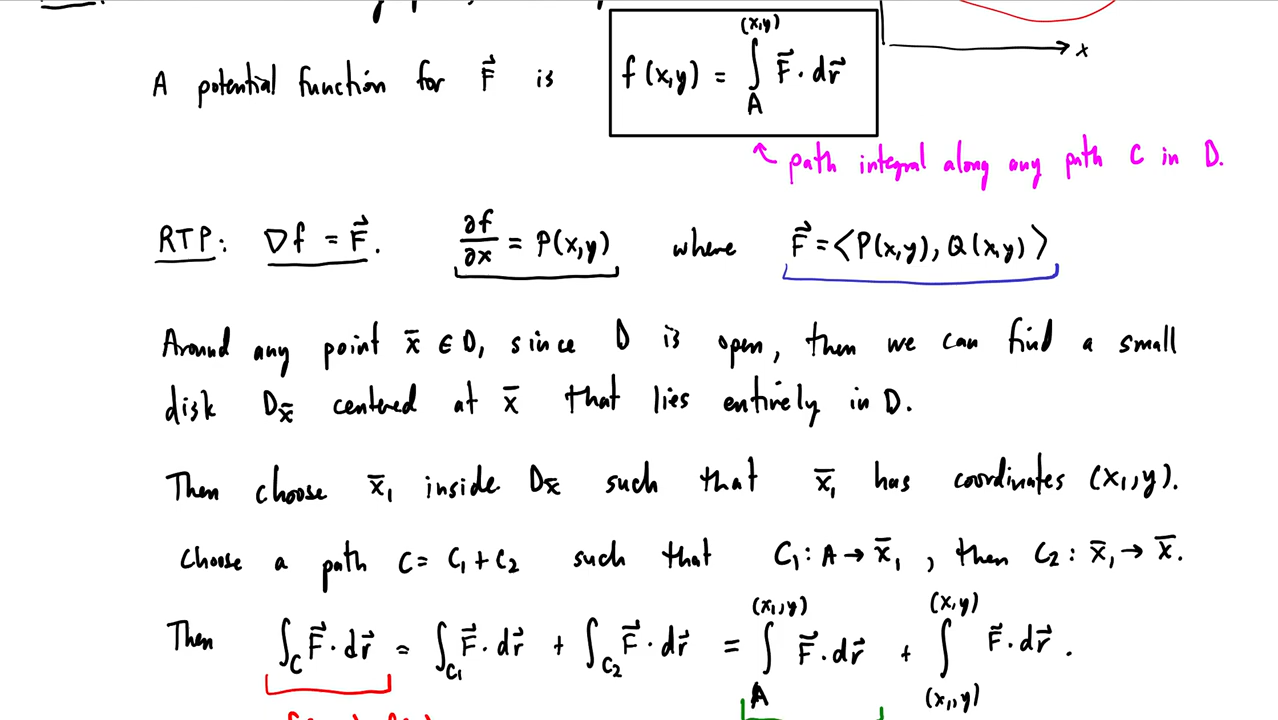 x
A potential function for F⃗ is f(x,y) = ∫_A^(x,y) F⃗ · dr⃗
path integral along any path C in D.
RTP: ∇f = F⃗. ∂f/∂x = P(x,y) where F⃗ = ⟨P(x,y), Q(x,y)⟩
Around any point x̄ ∈ D, since D is open, then we can find a small
disk D_x̄ centered at x̄ that lies entirely in D.
Then choose x̄₁ inside D_x̄ such that x̄₁ has coordinates (x₁,y).
Choose a path C = C₁ + C₂ such that C₁: A → x̄₁, then C₂: x̄₁ → x̄.
Then ∫_C F⃗ · dr⃗ = ∫_C₁ F⃗ · dr⃗ + ∫_C₂ F⃗ · dr⃗ = ∫_A^(x₁,y) F⃗ · dr⃗ + ∫_(x₁,y)^(x,y) F⃗ · dr⃗.